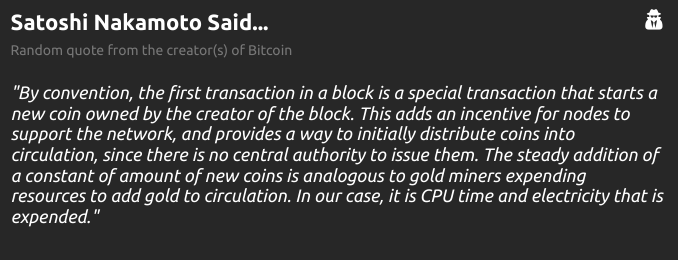 Satoshi Nakamoto Said...
Random quote from the creator(s) of Bitcoin
"By convention, the first transaction in a block is a special transaction that starts a
new coin owned by the creator of the block. This adds an incentive for nodes to
support the network, and provides a way to initially distribute coins into
circulation, since there is no central authority to issue them. The steady addition of
a constant of amount of new coins is analogous to gold miners expending
resources to add gold to circulation. In our case, it is CPU time and electricity that is
expended."